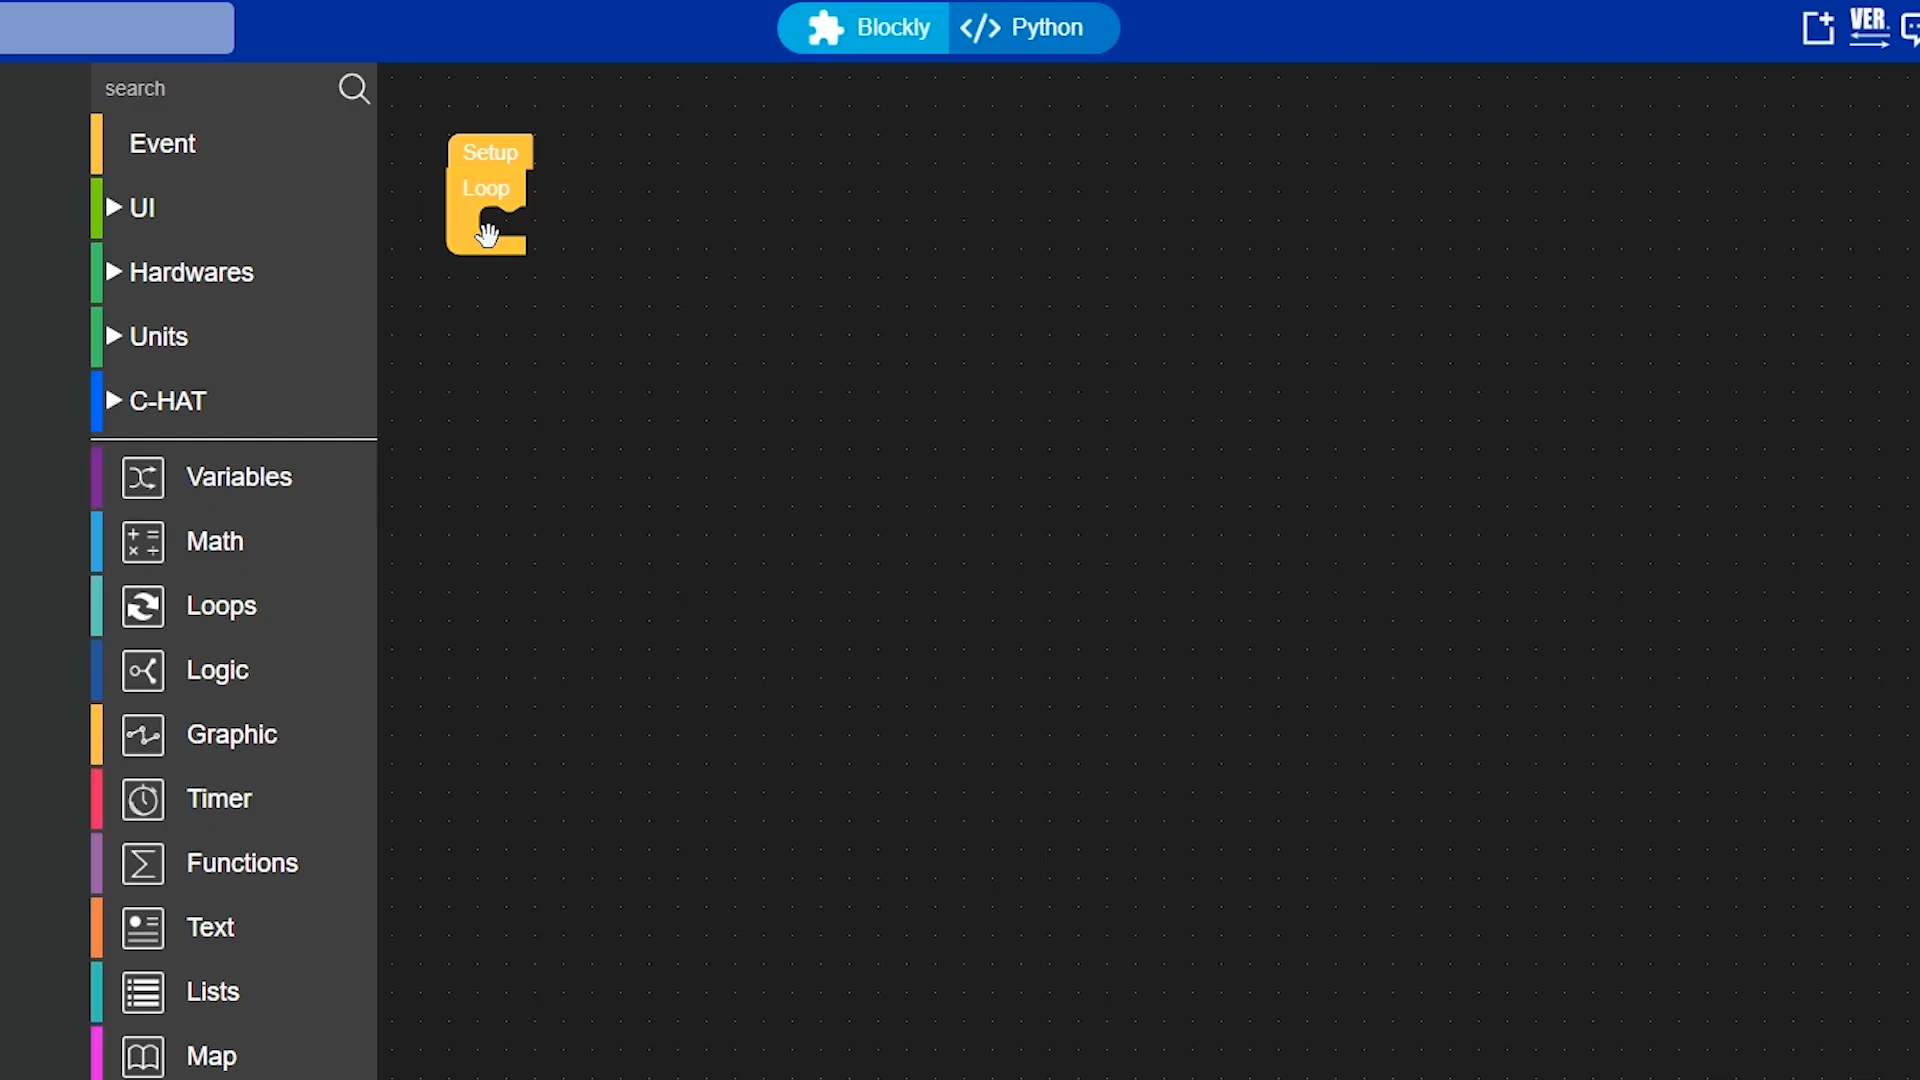 Blockly
</> Python
VER.
search
Event
UI
Hardwares
Units
C-HAT
Variables
Math
Loops
Logic
Graphic
Timer
Functions
Text
Lists
Map
Setup
Loop